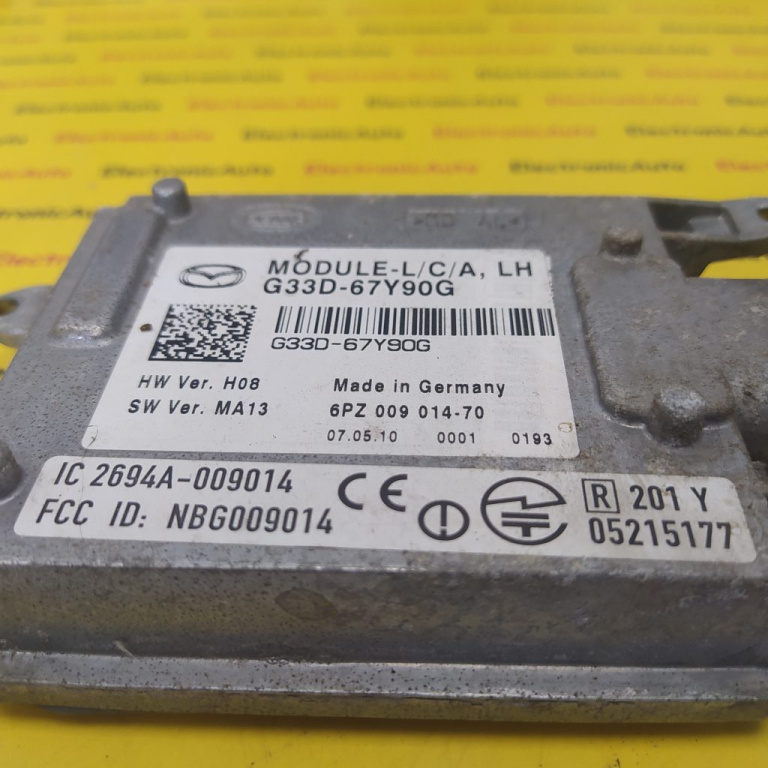 ElectronicAuto
MODULE-L/C/A, LH
G33D-67Y90G
G33D-67Y90G
HW Ver. H08
Made in Germany
SW Ver. MA13
6PZ 009 014-70
07.05.10 0001 0193
IC 2694A-009014
FCC ID: NBG009014
CE
R 201 Y
05215177